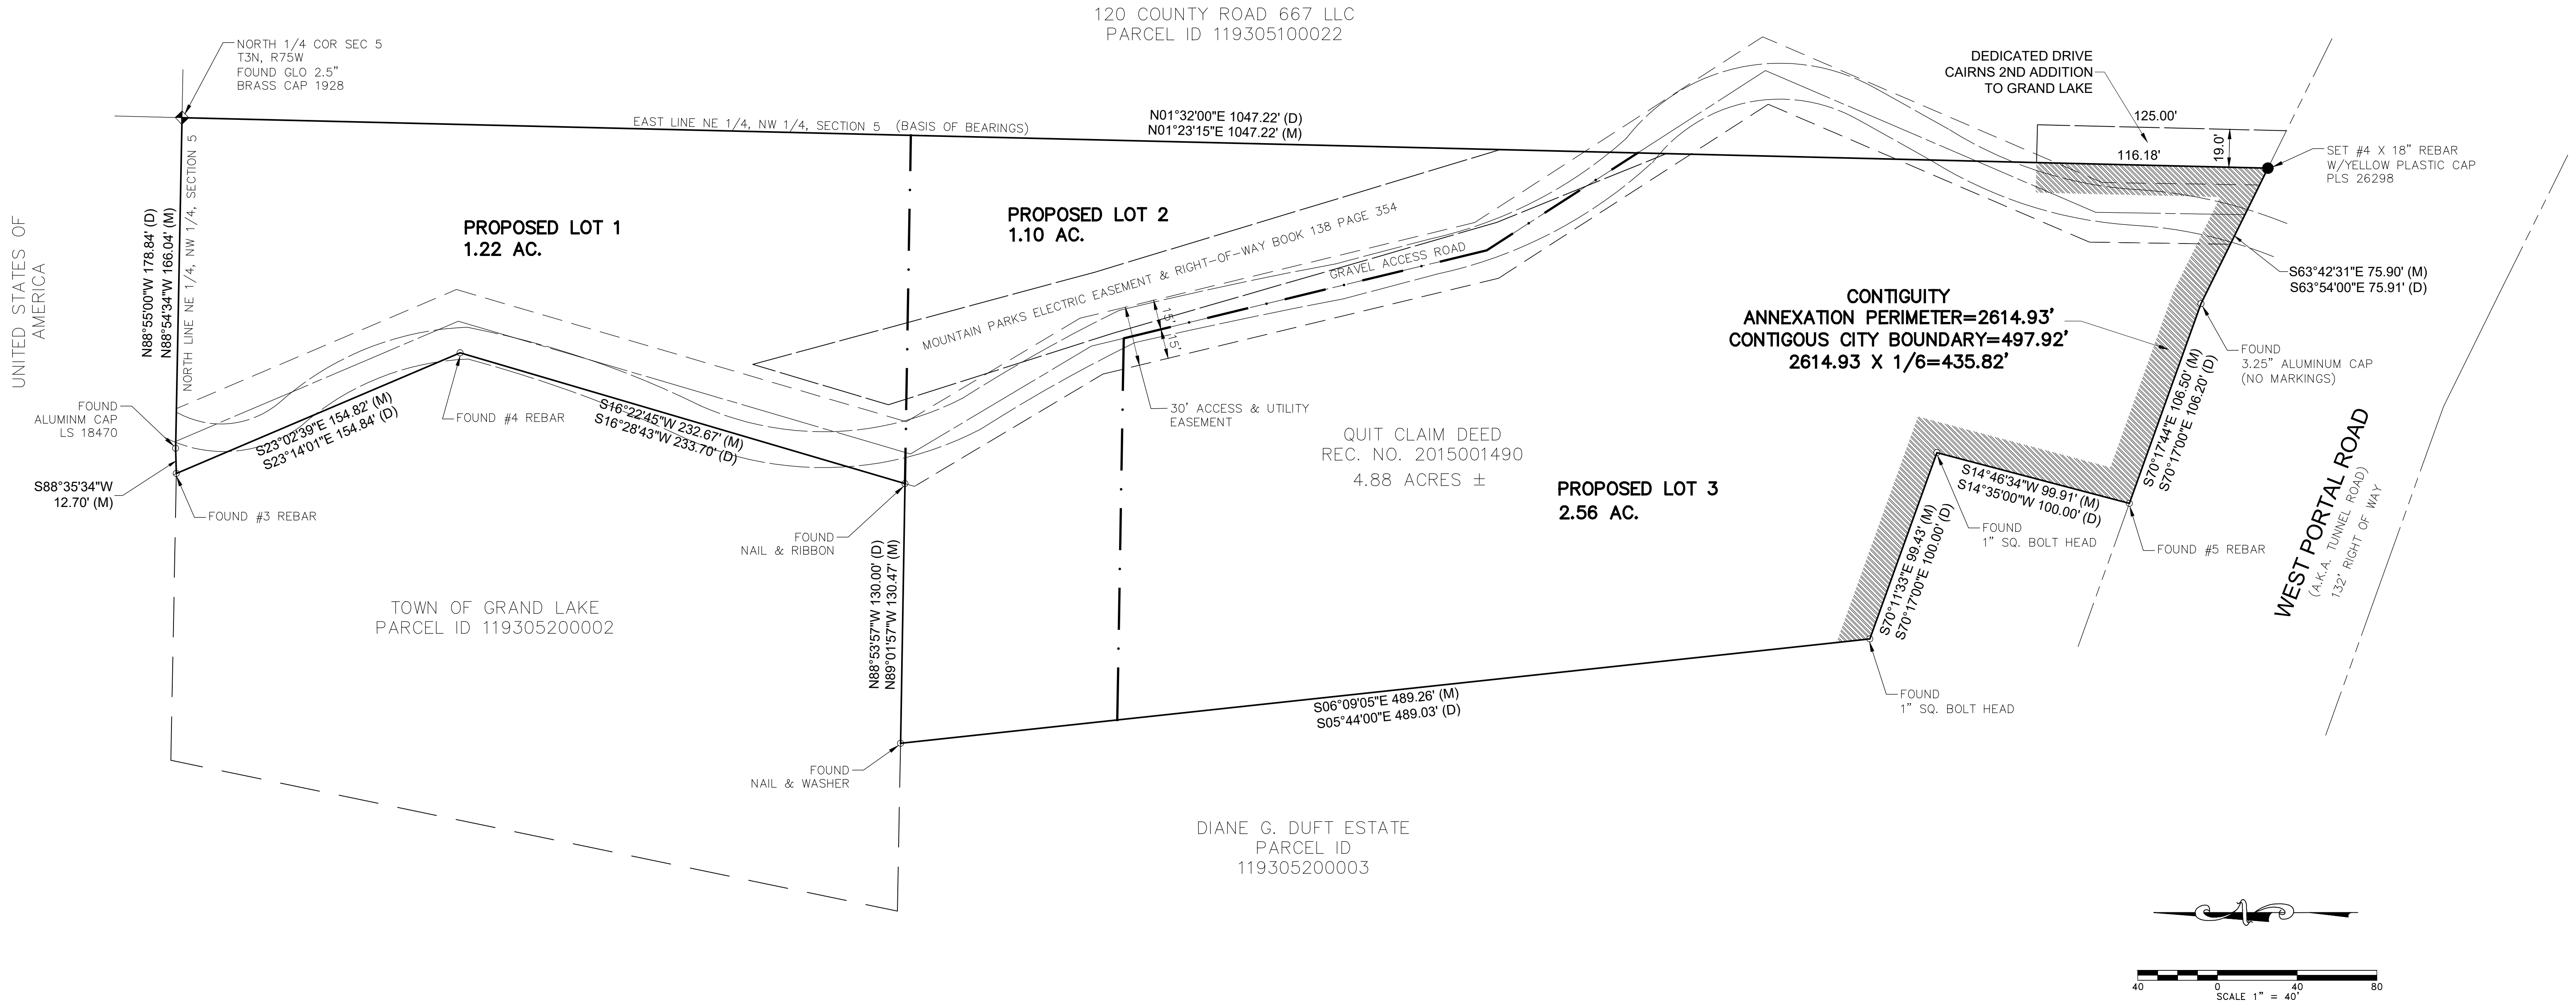 120 COUNTY ROAD 667 LLC
PARCEL ID 119305100022
NORTH 1/4 COR SEC 5
T3N, R75W
FOUND GLO 2.5"
BRASS CAP 1928
DEDICATED DRIVE
CAIRNS 2ND ADDITION
TO GRAND LAKE
125.00'
116.18'
19.0'
SET #4 X 18" REBAR
W/YELLOW PLASTIC CAP
PLS 26298
EAST LINE NE 1/4, NW 1/4, SECTION 5 (BASIS OF BEARINGS)
N01°32'00"E 1047.22' (D)
N01°23'15"E 1047.22' (M)
UNITED STATES OF
AMERICA
N88°55'00"W 178.84' (D)
N88°54'34"W 166.04' (M)
NORTH LINE NE 1/4, NW 1/4, SECTION 5
PROPOSED LOT 1
1.22 AC.
PROPOSED LOT 2
1.10 AC.
MOUNTAIN PARKS ELECTRIC EASEMENT & RIGHT-OF-WAY BOOK 138 PAGE 354
GRAVEL ACCESS ROAD
15'
15'
30' ACCESS & UTILITY
EASEMENT
CONTIGUITY
ANNEXATION PERIMETER=2614.93'
CONTIGOUS CITY BOUNDARY=497.92'
2614.93 X 1/6=435.82'
S63°42'31"E 75.90' (M)
S63°54'00"E 75.91' (D)
FOUND
3.25" ALUMINUM CAP
(NO MARKINGS)
S70°17'44"E 106.50' (M)
S70°17'00"E 106.20' (D)
WEST PORTAL ROAD
(A.K.A. TUNNEL ROAD)
132' RIGHT OF WAY
FOUND
ALUMINM CAP
LS 18470
S23°02'39"E 154.82' (M)
S23°14'01"E 154.84' (D)
FOUND #4 REBAR
S16°22'45"W 232.67' (M)
S16°28'43"W 233.70' (D)
S88°35'34"W
12.70' (M)
FOUND #3 REBAR
FOUND
NAIL & RIBBON
QUIT CLAIM DEED
REC. NO. 2015001490
4.88 ACRES ±
PROPOSED LOT 3
2.56 AC.
S14°46'34"W 99.91' (M)
S14°35'00"W 100.00' (D)
FOUND
1" SQ. BOLT HEAD
FOUND #5 REBAR
S70°11'33"E 99.43' (M)
S70°17'00"E 100.00' (D)
N88°53'57"W 130.00' (D)
N89°01'57"W 130.47' (M)
TOWN OF GRAND LAKE
PARCEL ID 119305200002
S06°09'05"E 489.26' (M)
S05°44'00"E 489.03' (D)
FOUND
1" SQ. BOLT HEAD
FOUND
NAIL & WASHER
DIANE G. DUFT ESTATE
PARCEL ID
119305200003
N
40 0 40 80
SCALE 1" = 40'